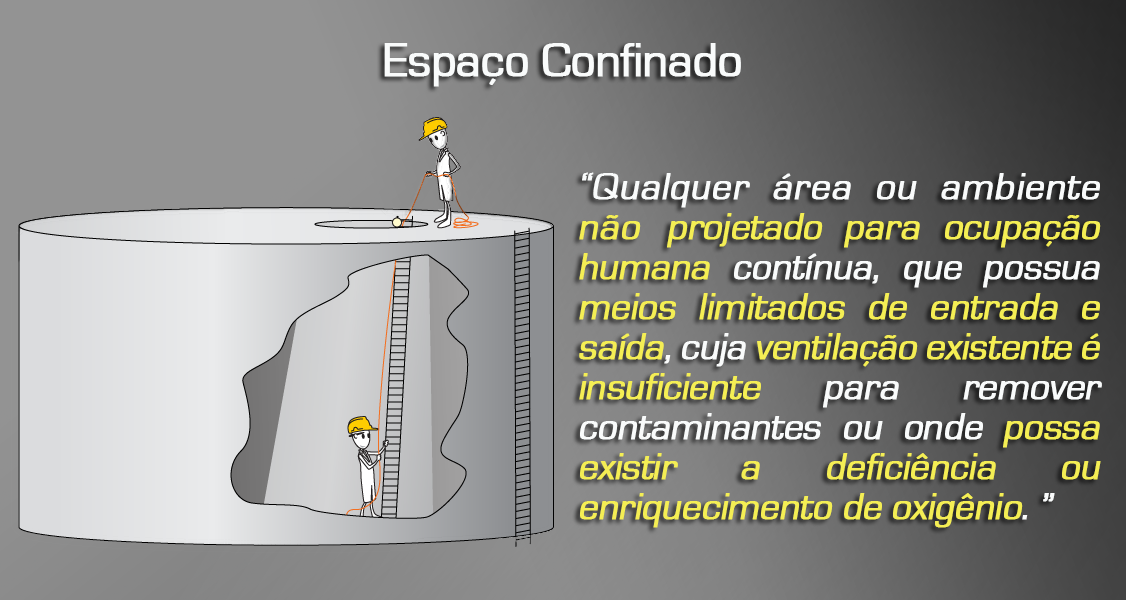 Espaço Confinado
“Qualquer área ou ambiente
não projetado para ocupação
humana contínua, que possua
meios limitados de entrada e
saída, cuja ventilação existente é
insuficiente para remover
contaminantes ou onde possa
existir a deficiência ou
enriquecimento de oxigênio. ”